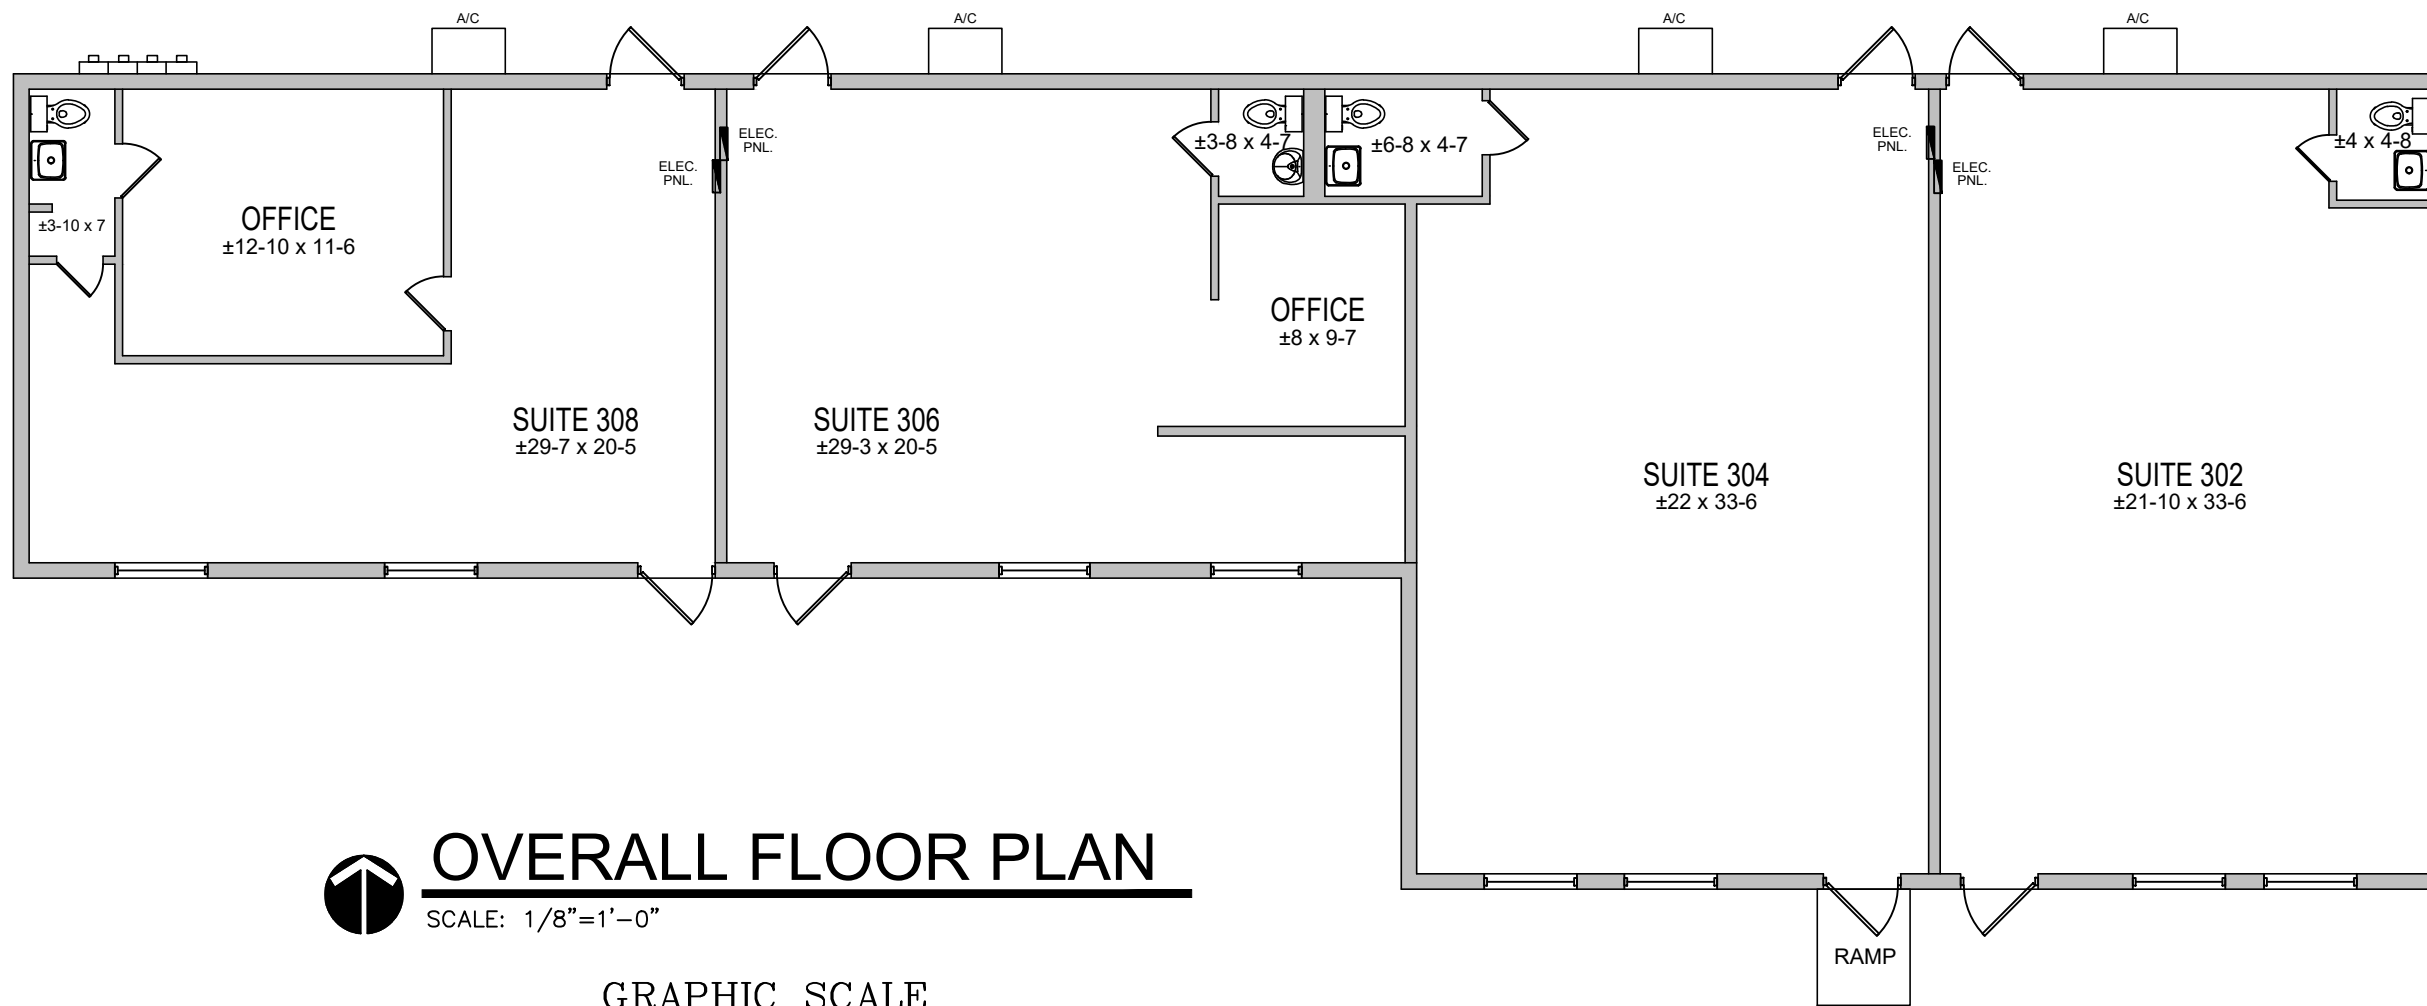 A/C
A/C
A/C
A/C
ELEC.
PNL.
ELEC.
PNL.
ELEC.
PNL.
ELEC.
PNL.
±3-8 x 4-7
±6-8 x 4-7
±4 x 4-8
±3-10 x 7
OFFICE
±12-10 x 11-6
OFFICE
±8 x 9-7
SUITE 308
±29-7 x 20-5
SUITE 306
±29-3 x 20-5
SUITE 304
±22 x 33-6
SUITE 302
±21-10 x 33-6
OVERALL FLOOR PLAN
SCALE: 1/8"=1'-0"
RAMP
GRAPHIC SCALE